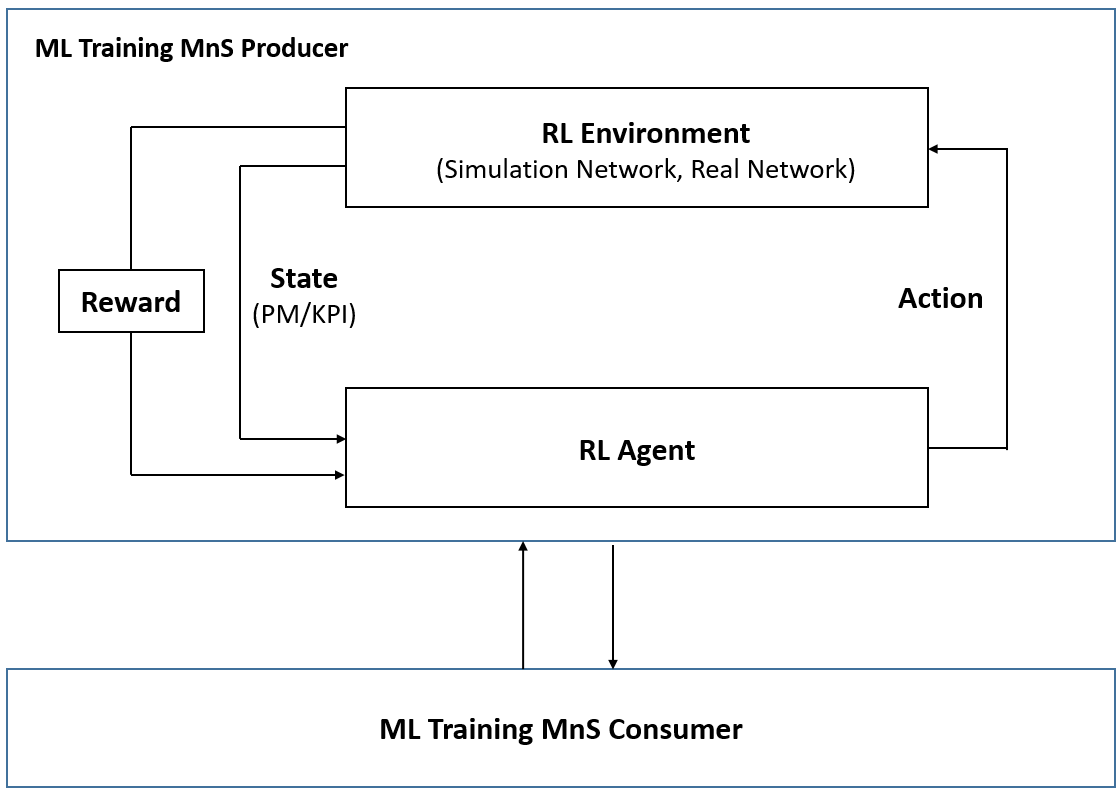 ML Training MnS Producer
RL Environment
(Simulation Network, Real Network)
State
(PM/KPI)
Reward
Action
RL Agent
ML Training MnS Consumer